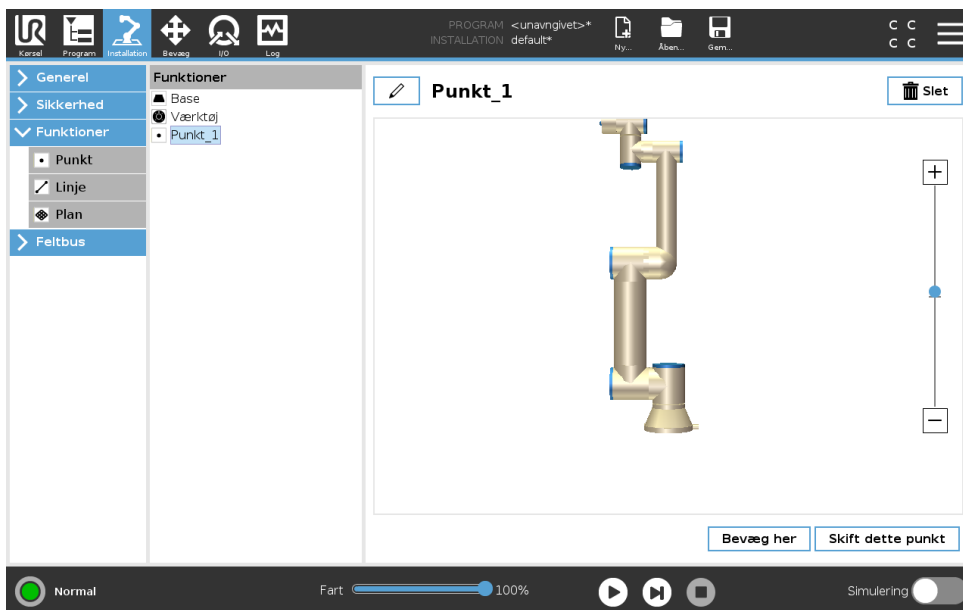 UR
PROGRAM <unavngivet>*
INSTALLATION default*
Kørsel Program Installation Bevæg I/O Log
Ny... Åben... Gem...
C C
C C
Generel
Sikkerhed
Funktioner
Punkt
Linje
Plan
Feltbus
Funktioner
Base
Værktøj
Punkt_1
Punkt_1
Slet
+
−
Bevæg her
Skift dette punkt
Normal
Fart 100%
Simulering